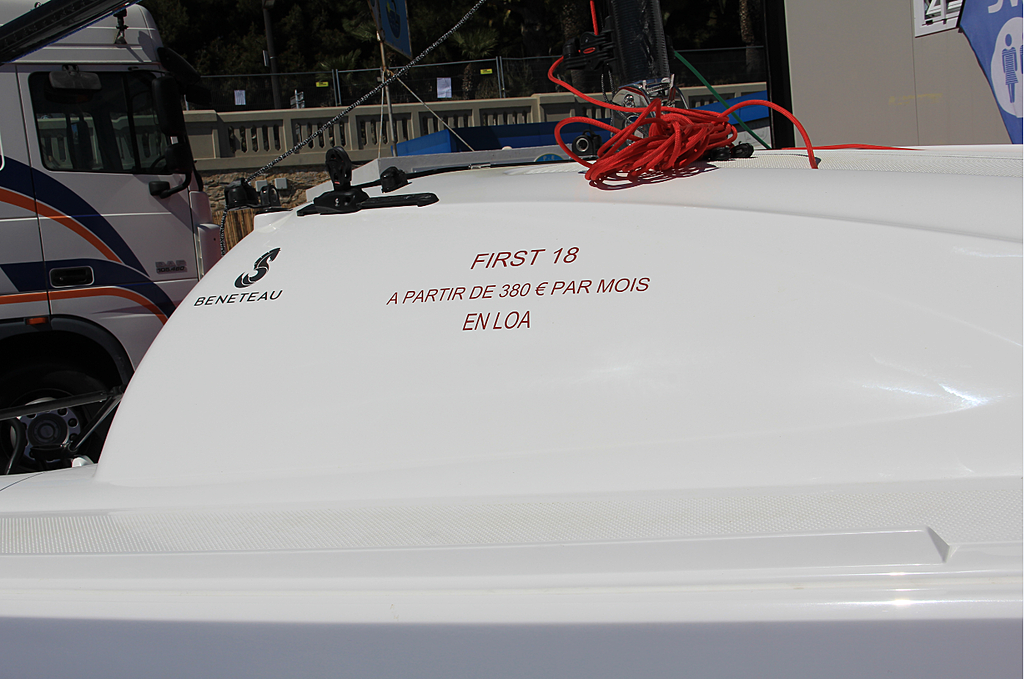 FIRST 18
A PARTIR DE 380 € PAR MOIS
EN LOA
BENETEAU